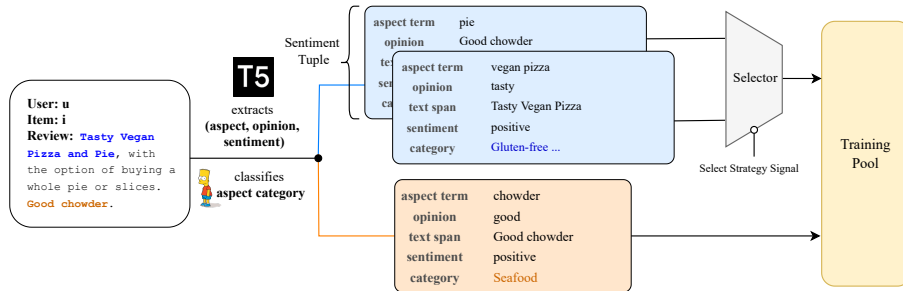 User: u
Item: i
Review: Tasty Vegan
Pizza and Pie, with
the option of buying a
whole pie or slices.
Good chowder.
T5
extracts
(aspect, opinion,
sentiment)
classifies
aspect category
Sentiment
Tuple
aspect term pie
opinion Good chowder
aspect term vegan pizza
opinion tasty
text span Tasty Vegan Pizza
sentiment positive
category Gluten-free ...
aspect term chowder
opinion good
text span Good chowder
sentiment positive
category Seafood
Selector
Select Strategy Signal
Training
Pool